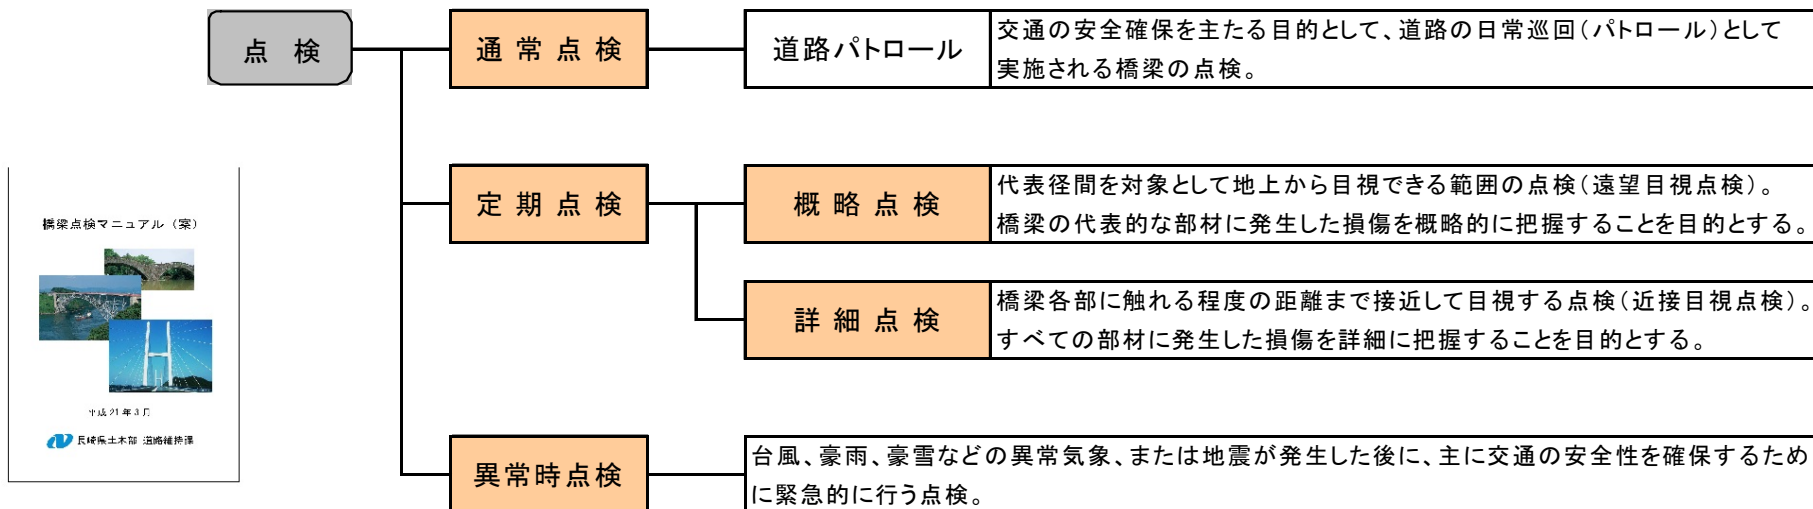 点検
通常点検
道路パトロール
交通の安全確保を主たる目的として、道路の日常巡回(パトロール)として
実施される橋梁の点検。
定期点検
概略点検
代表径間を対象として地上から目視できる範囲の点検(遠望目視点検)。
橋梁の代表的な部材に発生した損傷を概略的に把握することを目的とする。
詳細点検
橋梁各部に触れる程度の距離まで接近して目視する点検(近接目視点検)。
すべての部材に発生した損傷を詳細に把握することを目的とする。
異常時点検
台風、豪雨、豪雪などの異常気象、または地震が発生した後に、主に交通の安全性を確保するため
に緊急的に行う点検。
橋梁点検マニュアル(案)
平成21年3月
長崎県土木部 道路維持課